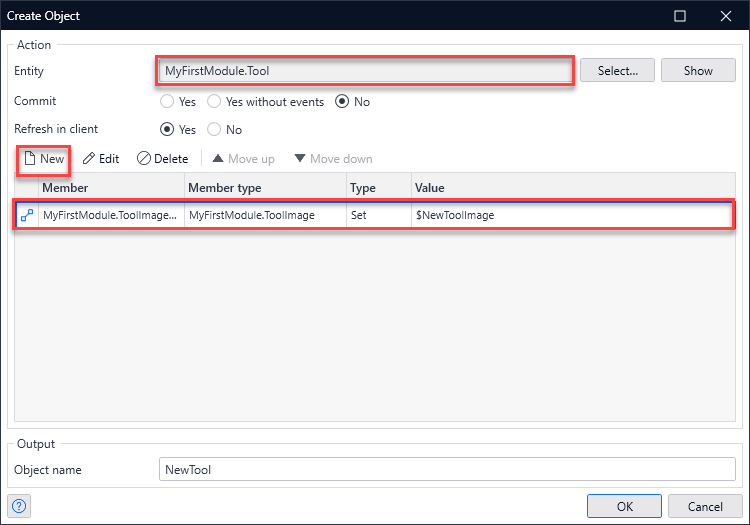 Create Object
Action
Entity MyFirstModule.Tool Select... Show
Commit Yes Yes without events No
Refresh in client Yes No
New Edit Delete Move up Move down
Member Member type Type Value
MyFirstModule.ToolImage... MyFirstModule.ToolImage Set $NewToolImage
Output
Object name NewTool
? OK Cancel